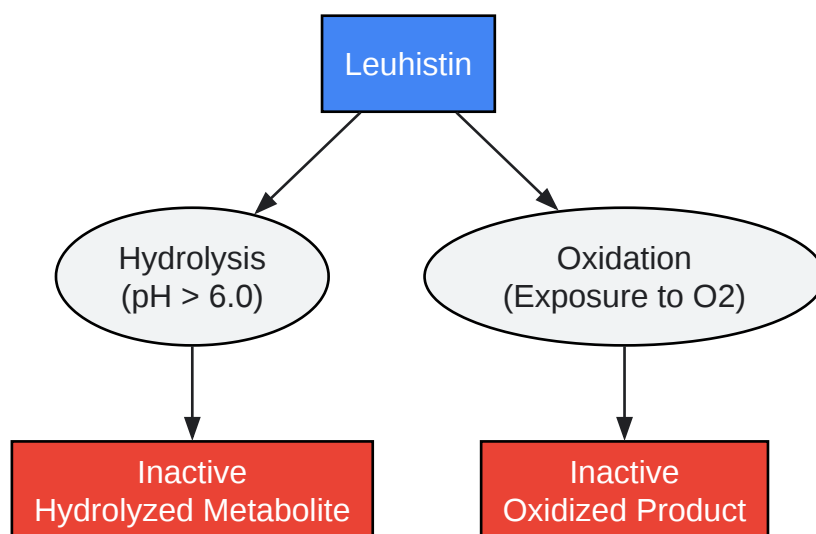 Leuhistin
Hydrolysis
(pH > 6.0)
Oxidation
(Exposure to O2)
Inactive
Hydrolyzed Metabolite
Inactive
Oxidized Product